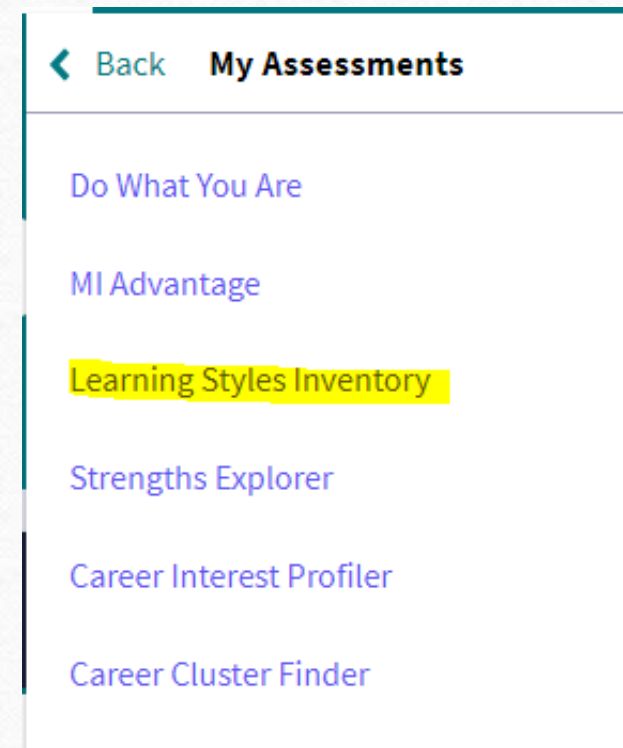 Back My Assessments
Do What You Are
MI Advantage
Learning Styles Inventory
Strengths Explorer
Career Interest Profiler
Career Cluster Finder